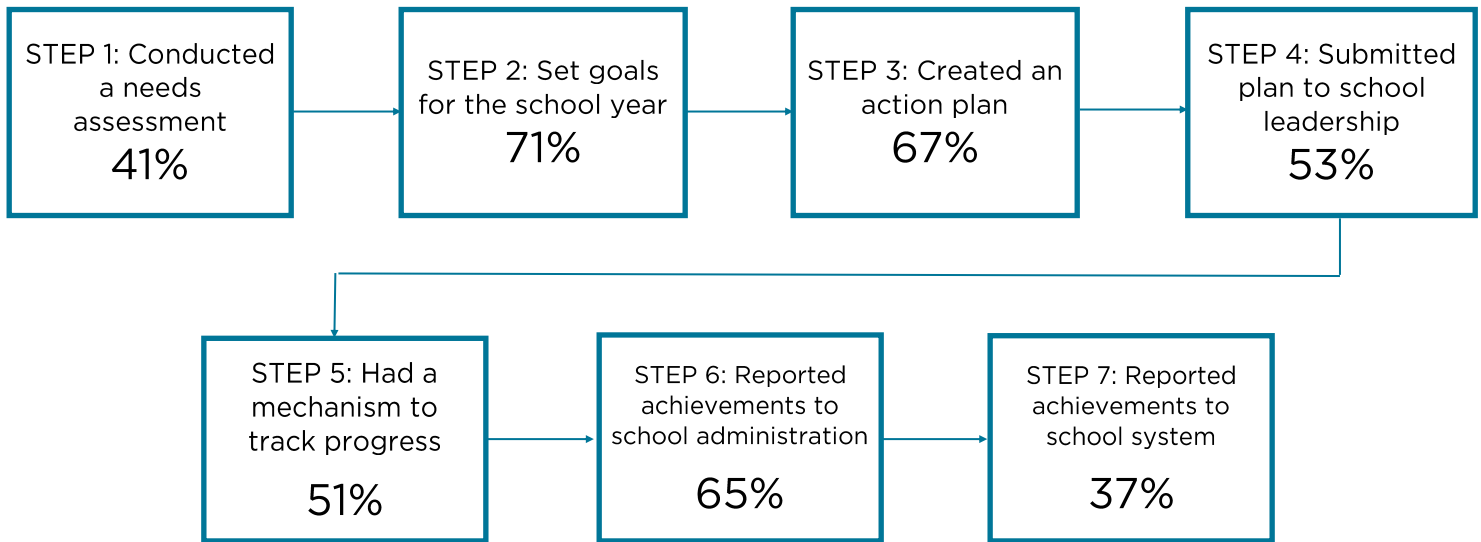 STEP 1: Conducted
a needs
assessment
41%
STEP 2: Set goals
for the school year
71%
STEP 3: Created an
action plan
67%
STEP 4: Submitted
plan to school
leadership
53%
STEP 5: Had a
mechanism to
track progress
51%
STEP 6: Reported
achievements to
school administration
65%
STEP 7: Reported
achievements to
school system
37%